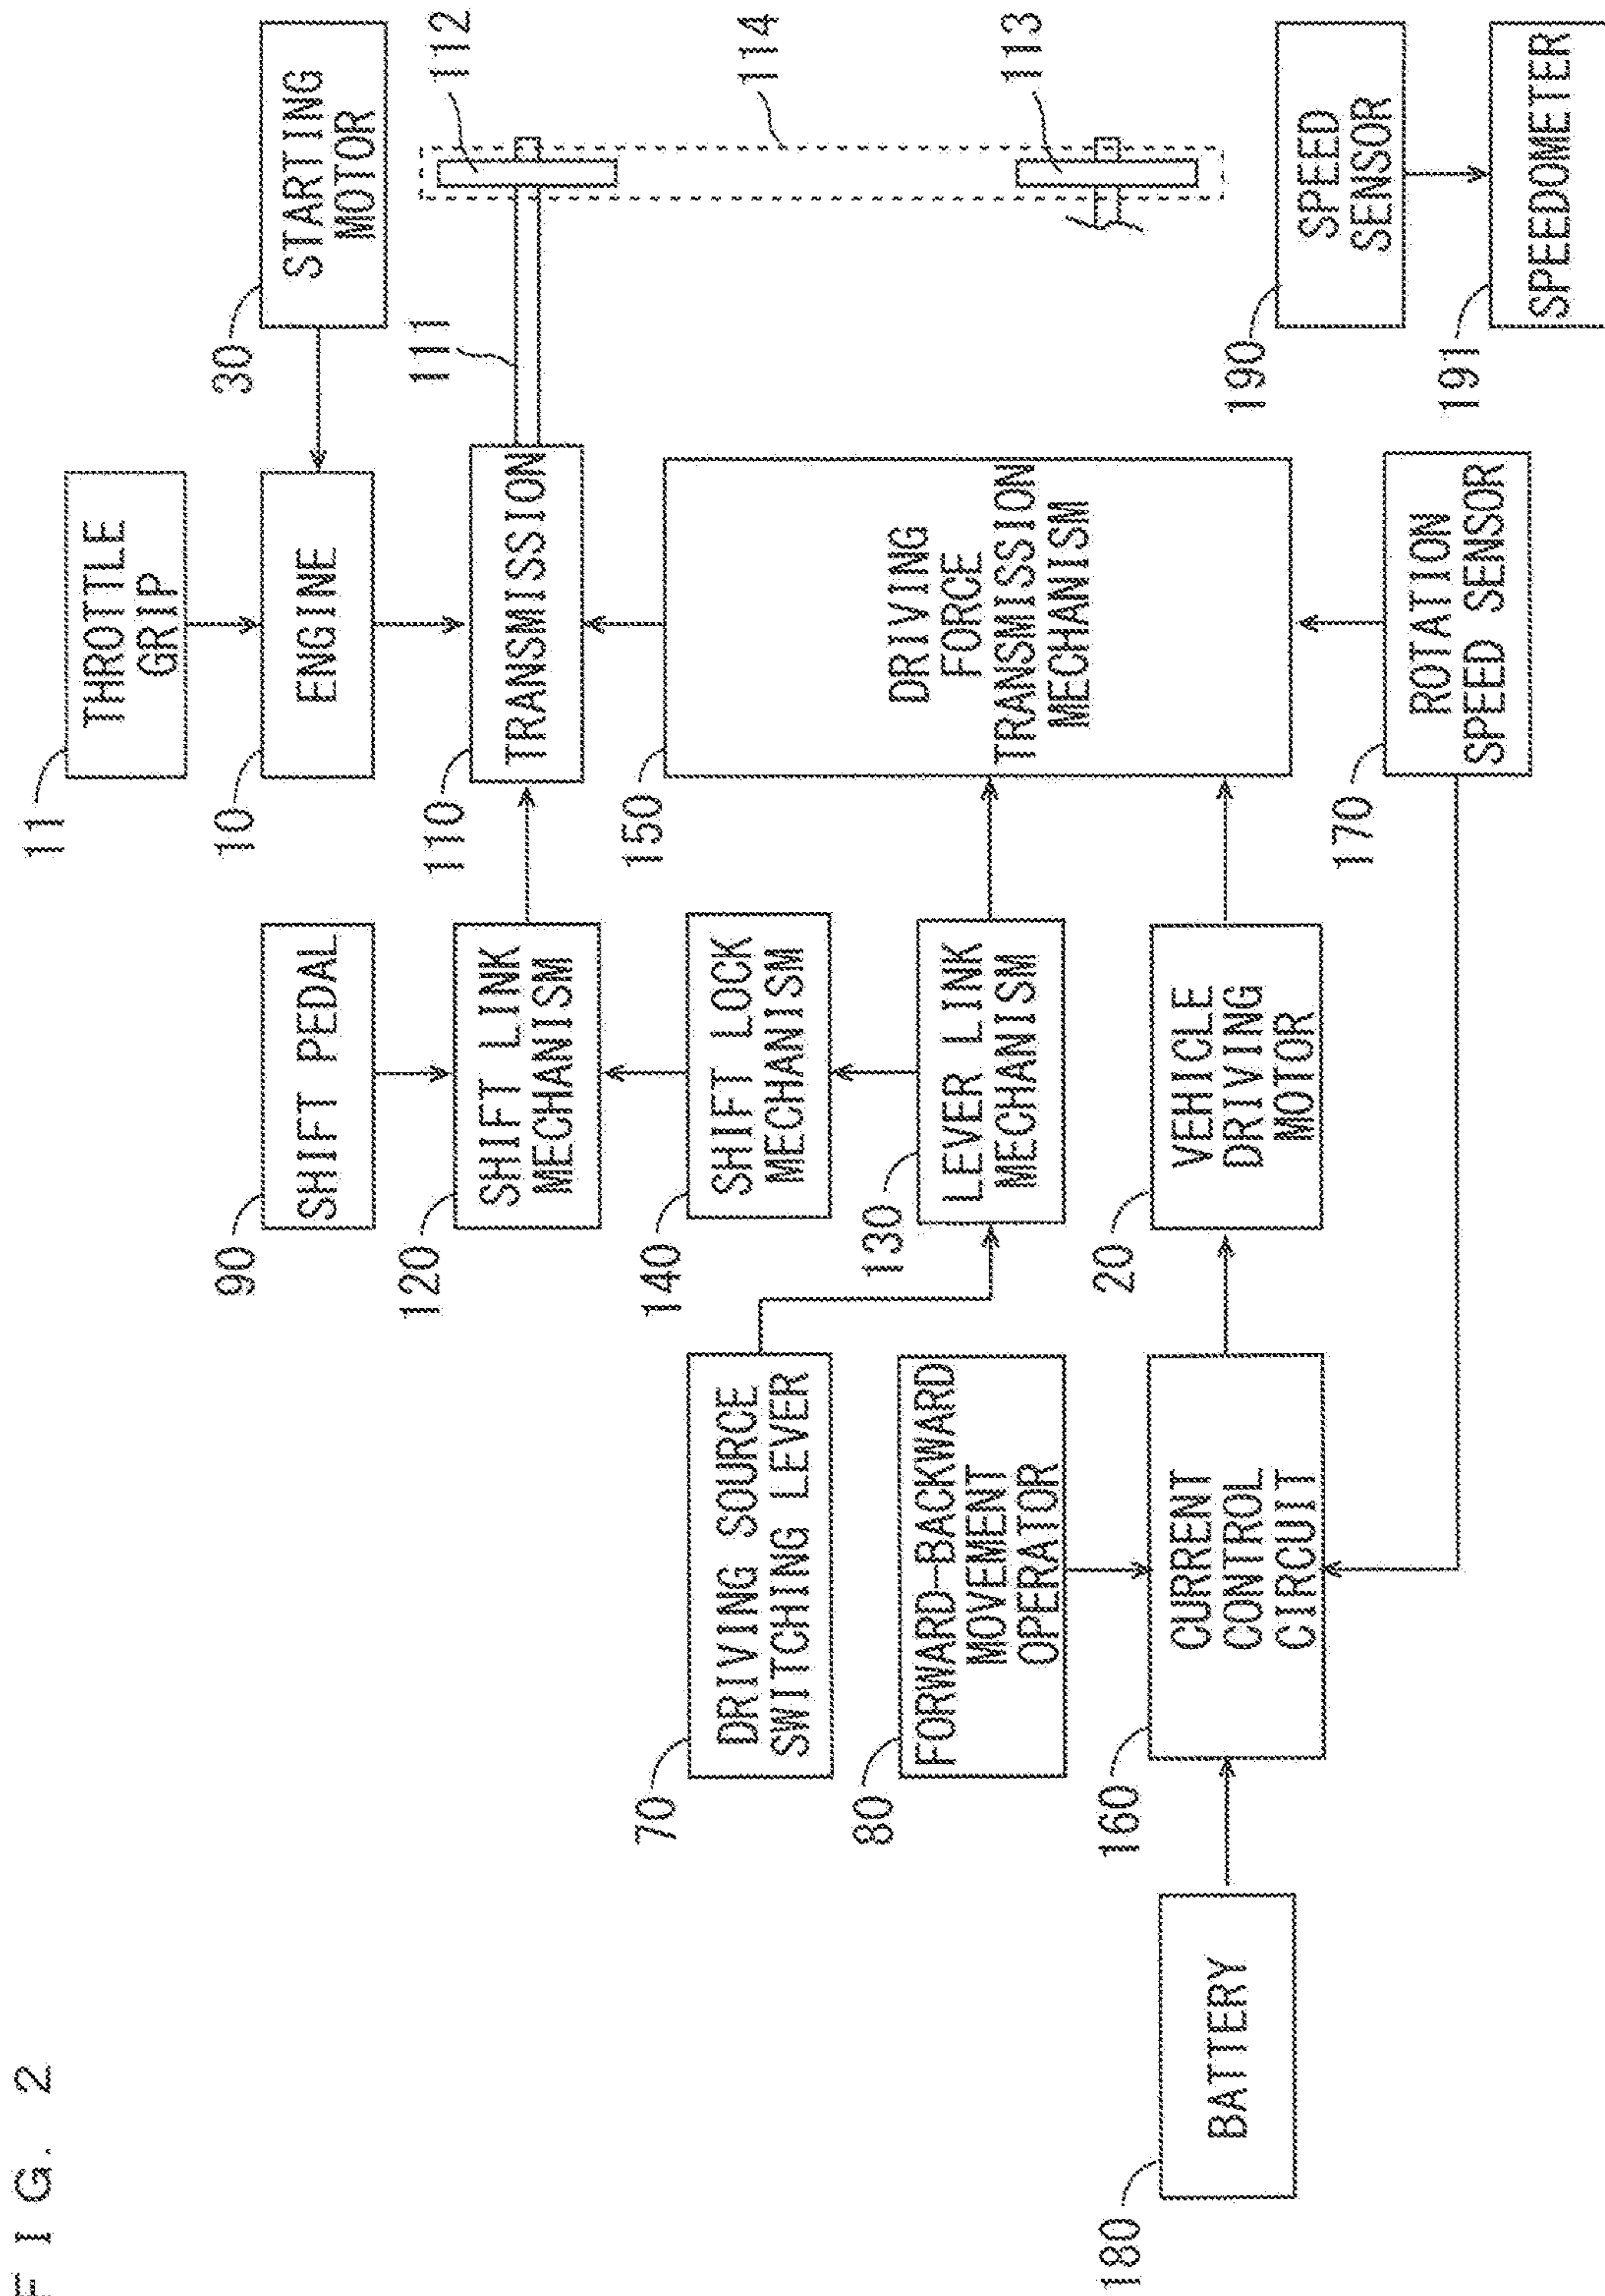 FIG. 2
11
THROTTLE
GRIP
90
SHIFT PEDAL
10
ENGINE
30
STARTING
MOTOR
120
SHIFT LINK
MECHANISM
110
TRANSMISSION
111
112
70
DRIVING SOURCE
SWITCHING LEVER
140
SHIFT LOCK
MECHANISM
150
DRIVING
FORCE
TRANSMISSION
MECHANISM
114
80
FORWARD-BACKWARD
MOVEMENT
OPERATOR
130
LEVER LINK
MECHANISM
113
180
BATTERY
160
CURRENT
CONTROL
CIRCUIT
20
VEHICLE
DRIVING
MOTOR
190
SPEED
SENSOR
170
ROTATION
SPEED SENSOR
191
SPEEDOMETER